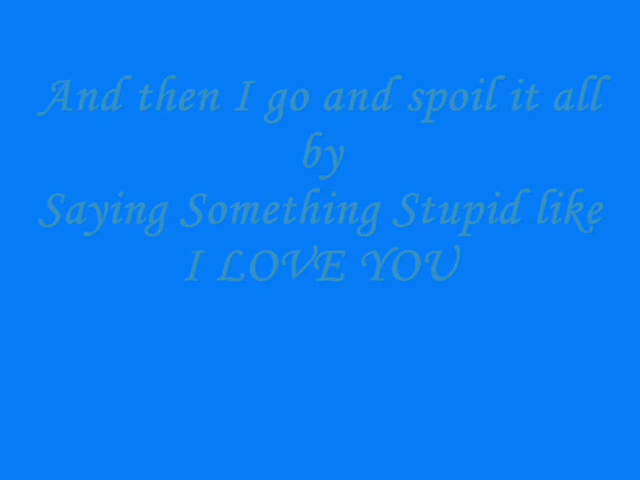 And then I go and spoil it all
by
Saying Something Stupid like
I LOVE YOU